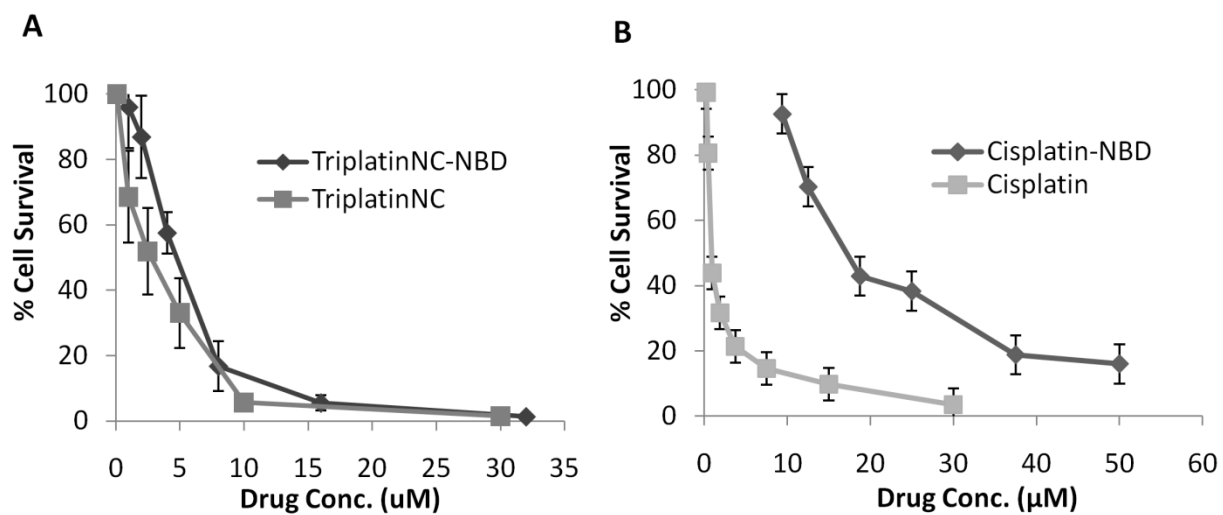 A
% Cell Survival
100
80
60
40
20
0
0 5 10 15 20 25 30 35
Drug Conc. (uM)
TriplatinNC-NBD
TriplatinNC
B
% Cell Survival
100
80
60
40
20
0
0 10 20 30 40 50 60
Drug Conc. (µM)
Cisplatin-NBD
Cisplatin